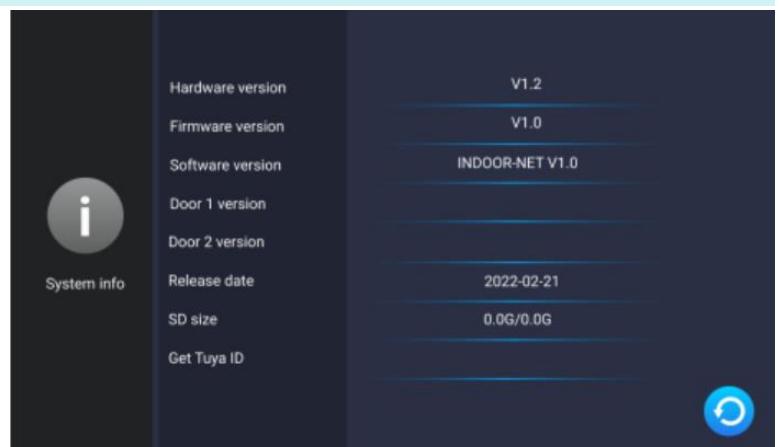 Hardware version V1.2
Firmware version V1.0
Software version INDOOR-NET V1.0
Door 1 version
Door 2 version
System info
Release date 2022-02-21
SD size 0.0G/0.0G
Get Tuya ID